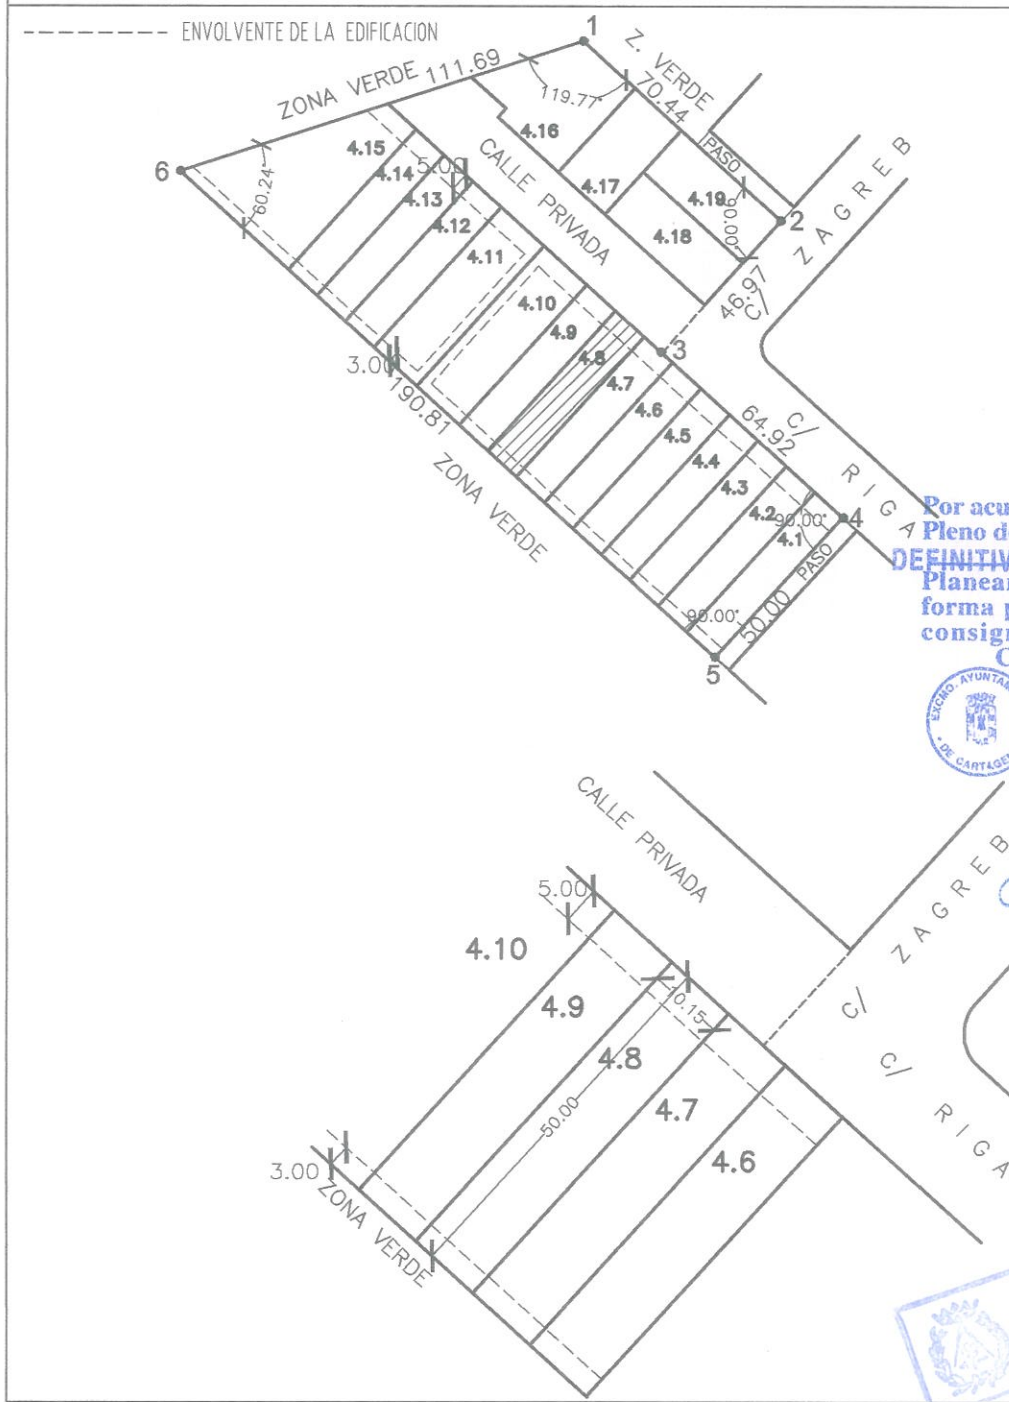 ENVOLVENTE DE LA EDIFICACION
1
Z. VERDE
70.44
ZONA VERDE 111.69
119.77°
4.16
PASO
6
60.24°
4.15
4.14
4.13
4.12
4.11
5.00
CALLE PRIVADA
4.17
4.19
4.18
90.00°
2
C/ ZAGREB
46.97
4.10
4.9
4.8
4.7
4.6
4.5
4.4
4.3
4.2
4.1
3
3.00
190.81
ZONA VERDE
64.92
C/ RIGA
90.00°
4
PASO
50.00
90.00°
5
Por acu
Pleno d
DEFINITIV
Planear
forma p
consign
C
EXCMO. AYUNTAM
DE CARTAGEN
CALLE PRIVADA
5.00
4.10
4.9
4.8
4.7
4.6
10.15
50.00
3.00
ZONA VERDE
C/ ZAGREB
C/ RIGA